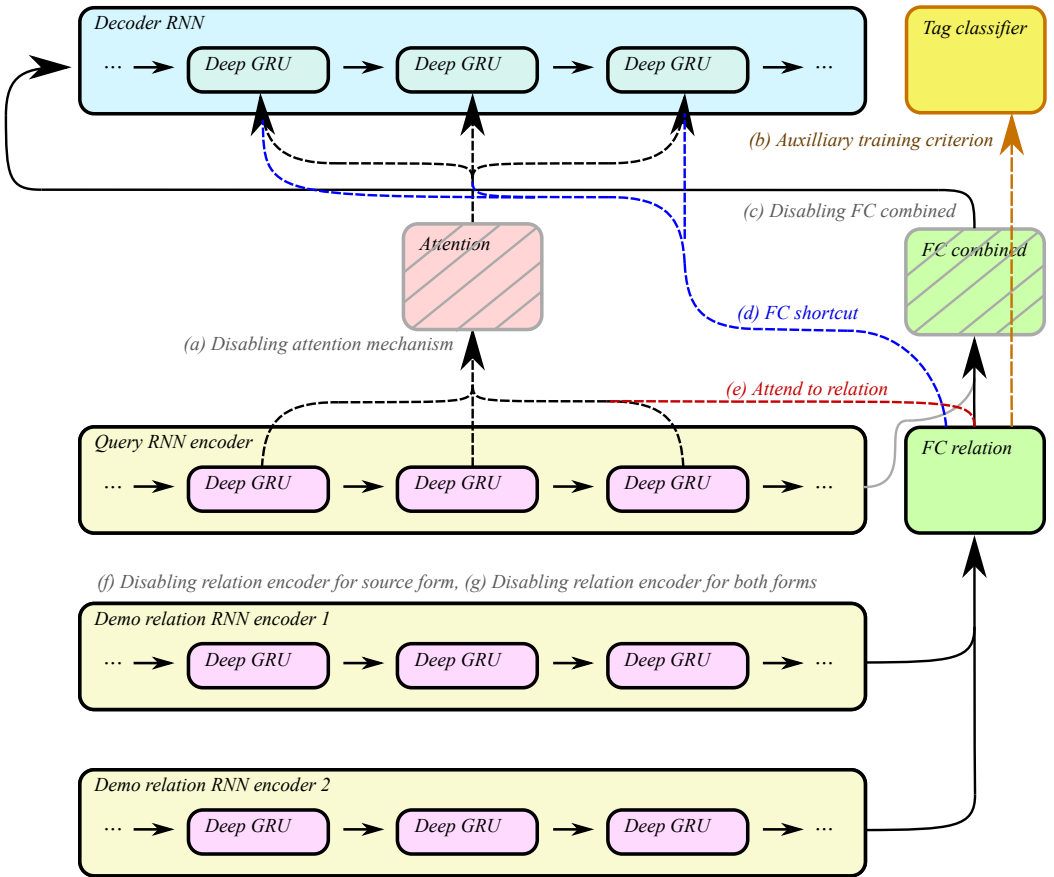 Decoder RNN
Tag classifier
... Deep GRU Deep GRU Deep GRU ...
(b) Auxilliary training criterion
(c) Disabling FC combined
Attention
FC combined
(d) FC shortcut
(a) Disabling attention mechanism
(e) Attend to relation
Query RNN encoder
FC relation
... Deep GRU Deep GRU Deep GRU ...
(f) Disabling relation encoder for source form, (g) Disabling relation encoder for both forms
Demo relation RNN encoder 1
... Deep GRU Deep GRU Deep GRU ...
Demo relation RNN encoder 2
... Deep GRU Deep GRU Deep GRU ...